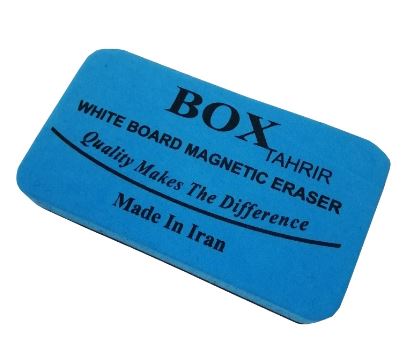 BOX
TAHRIR
WHITE BOARD MAGNETIC ERASER
Quality Makes The Difference
Made In Iran